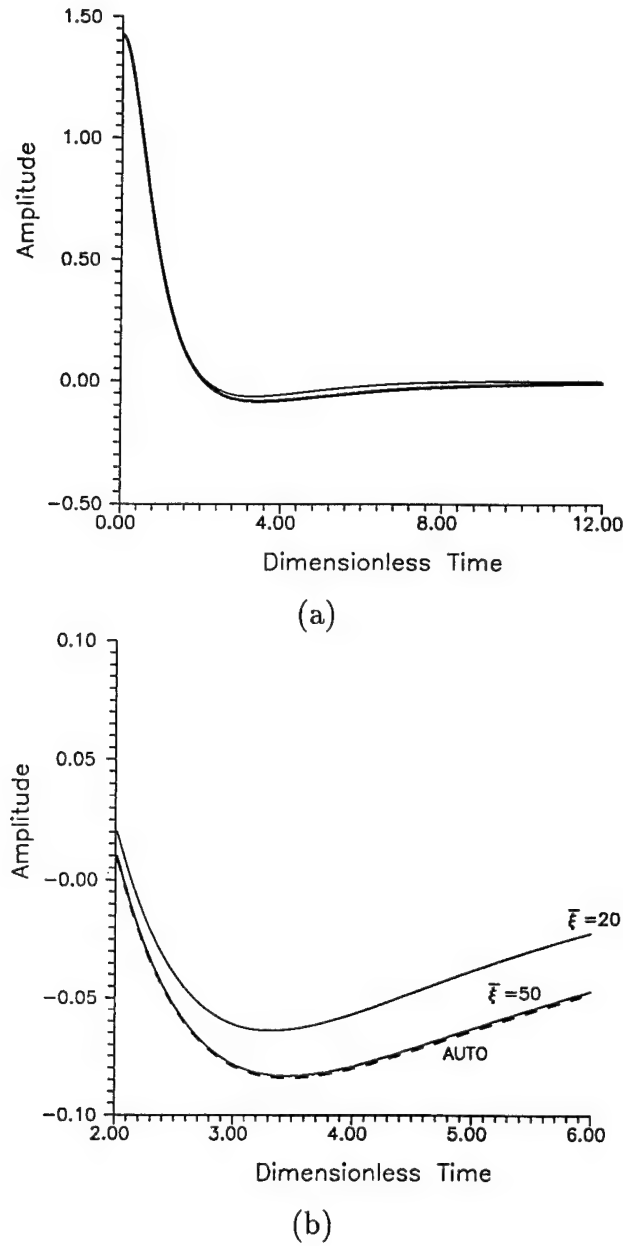 1.50
1.00
0.50
0.00
−0.50
Amplitude
0.00 4.00 8.00 12.00
Dimensionless Time
(a)
0.10
0.05
−0.00
−0.05
−0.10
Amplitude
ξ̄ =20
ξ̄ =50
AUTO
2.00 3.00 4.00 5.00 6.00
Dimensionless Time
(b)